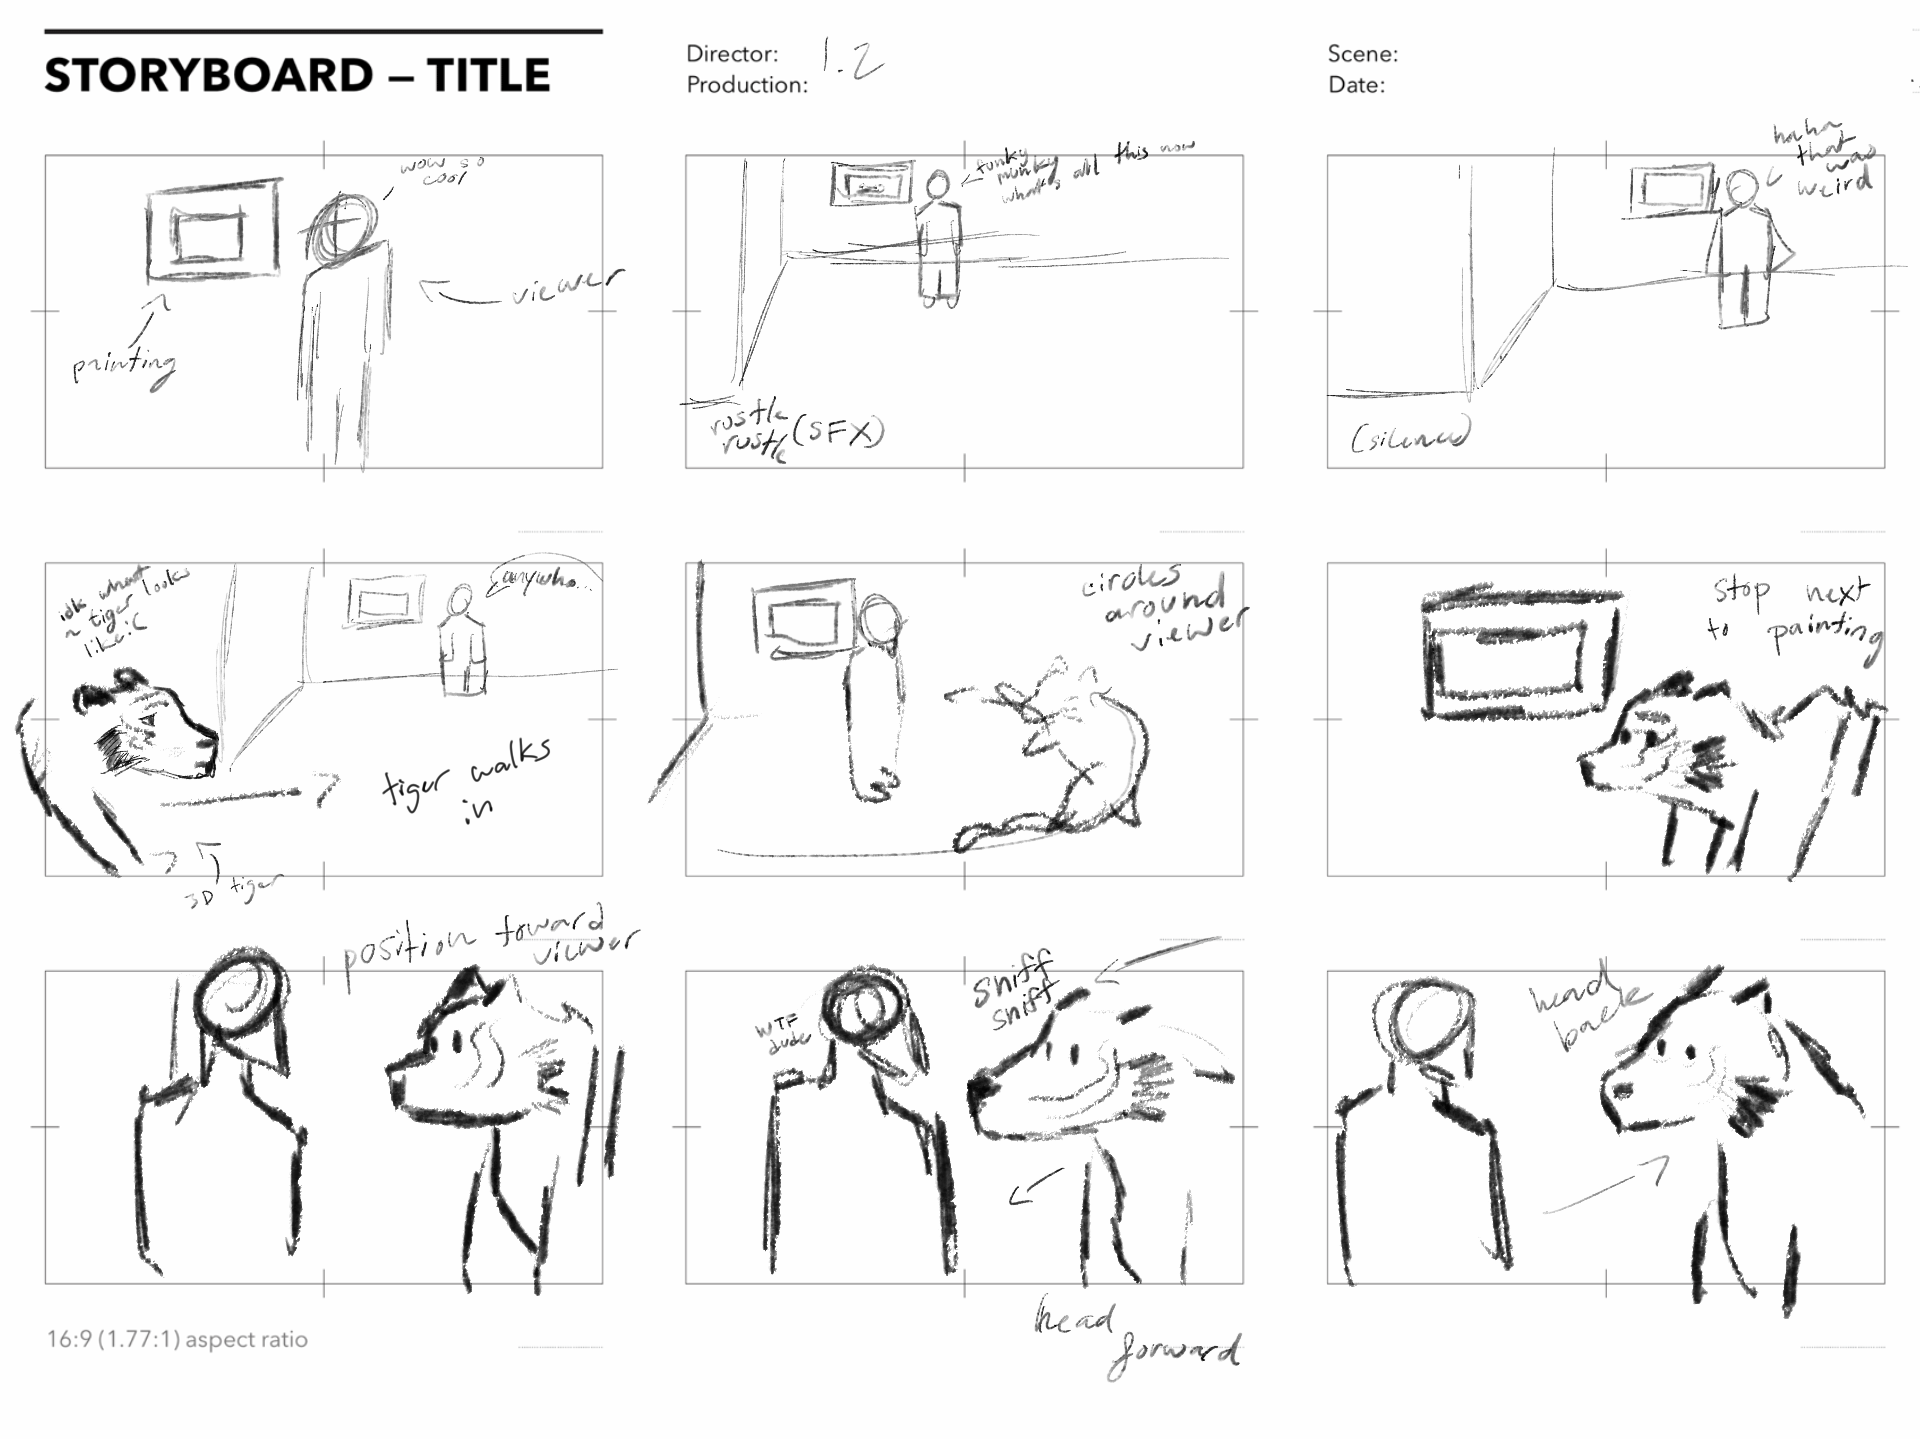 STORYBOARD – TITLE
Director: 1.2
Production:
Scene:
Date:
wow so
cool
viewer
painting
funky
munky
what's all this now
rustle
rustle (SFX)
haha
that
was
weird
(silence)
idk what
a tiger looks
like :(
anywho...
tiger walks
in
3D tiger
circles
around
viewer
stop next
to painting
position toward
viewer
WTF
dude
sniff
sniff
head
forward
head
back
16:9 (1.77:1) aspect ratio